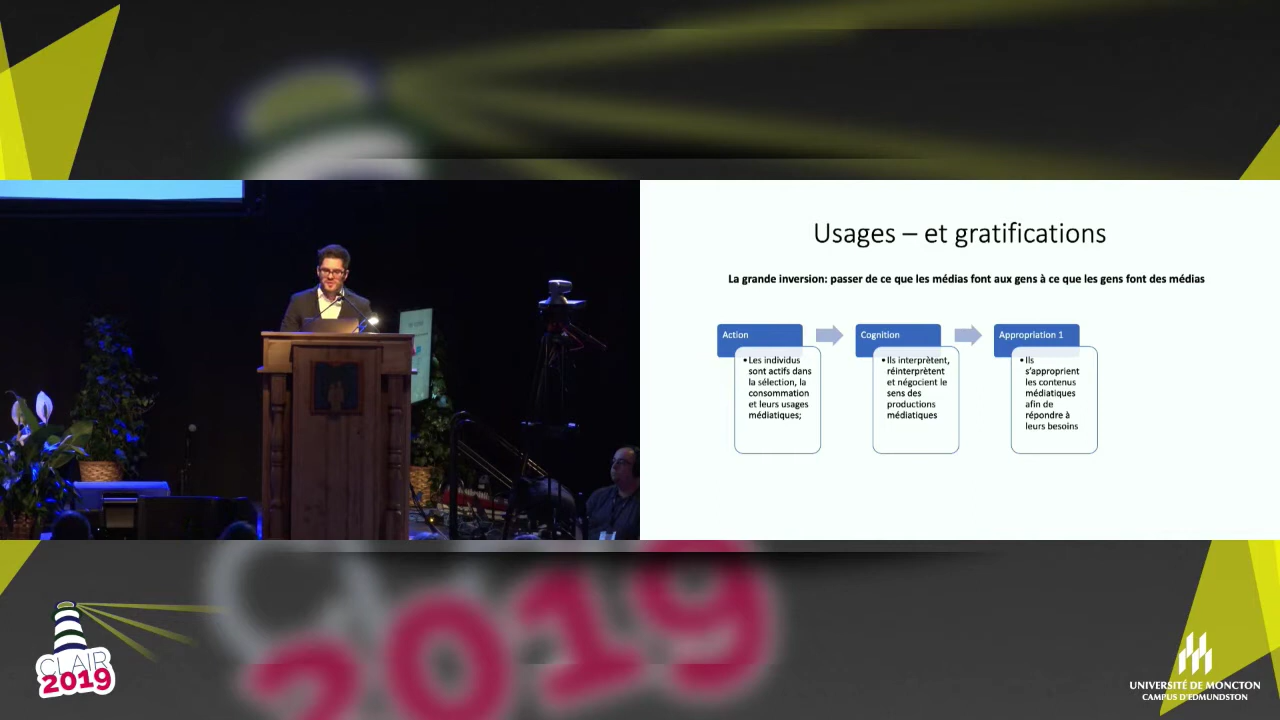 Usages – et gratifications
La grande inversion: passer de ce que les médias font aux gens à ce que les gens font des médias
Action
•Les individus
sont actifs dans
la sélection, la
consommation
et leurs usages
médiatiques;
Cognition
•Ils interprètent,
réinterprètent
et négocient le
sens des
productions
médiatiques
Appropriation 1
•Ils
s'approprient
les contenus
médiatiques
afin de
répondre à
leurs besoins
2019
CLAIR
2019
UNIVERSITÉ DE MONCTON
CAMPUS D'EDMUNDSTON